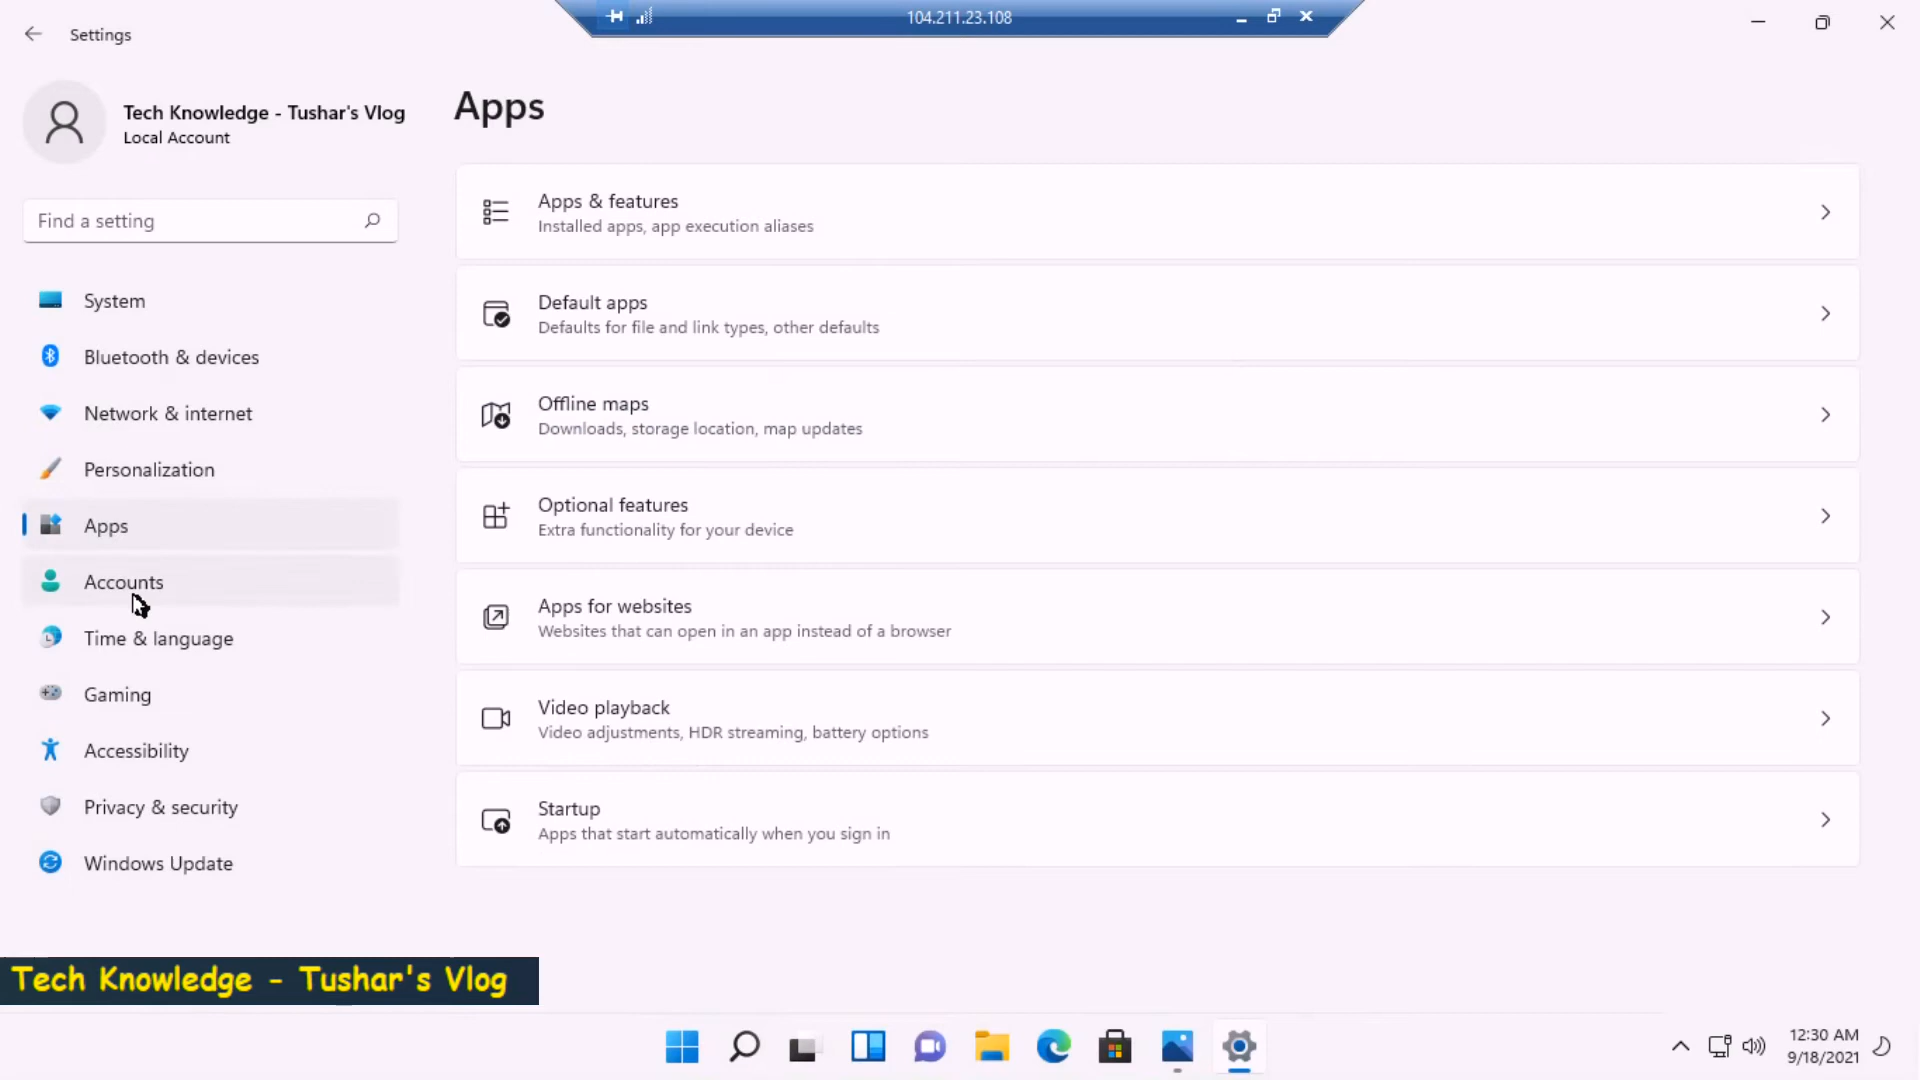 104.211.23.108
Settings
Tech Knowledge - Tushar's Vlog
Local Account
Find a setting
System
Bluetooth & devices
Network & internet
Personalization
Apps
Accounts
Time & language
Gaming
Accessibility
Privacy & security
Windows Update
Apps
Apps & features
Installed apps, app execution aliases
Default apps
Defaults for file and link types, other defaults
Offline maps
Downloads, storage location, map updates
Optional features
Extra functionality for your device
Apps for websites
Websites that can open in an app instead of a browser
Video playback
Video adjustments, HDR streaming, battery options
Startup
Apps that start automatically when you sign in
Tech Knowledge - Tushar's Vlog
12:30 AM
9/18/2021